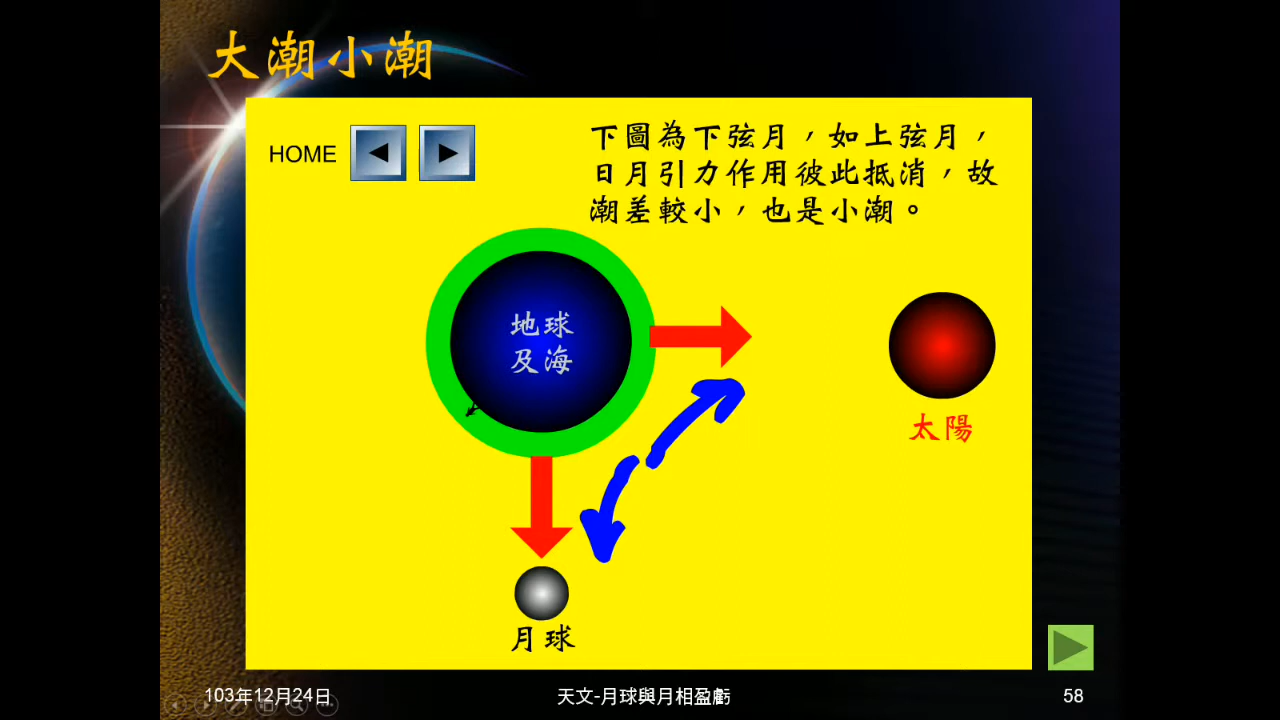 大潮小潮
HOME
下圖為下弦月，如上弦月，
日月引力作用彼此抵消，故
潮差較小，也是小潮。
地球
及海
太陽
月球
103年12月24日
天文-月球與月相盈虧
58